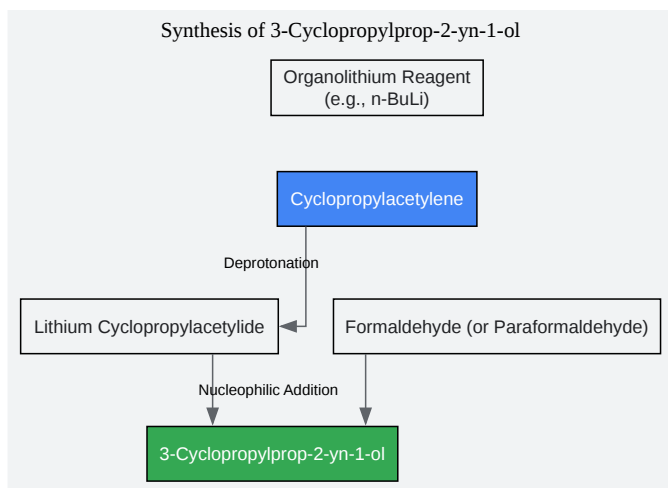 Synthesis of 3-Cyclopropylprop-2-yn-1-ol
Organolithium Reagent
(e.g., n-BuLi)
Cyclopropylacetylene
Deprotonation
Lithium Cyclopropylacetylide
Formaldehyde (or Paraformaldehyde)
Nucleophilic Addition
3-Cyclopropylprop-2-yn-1-ol